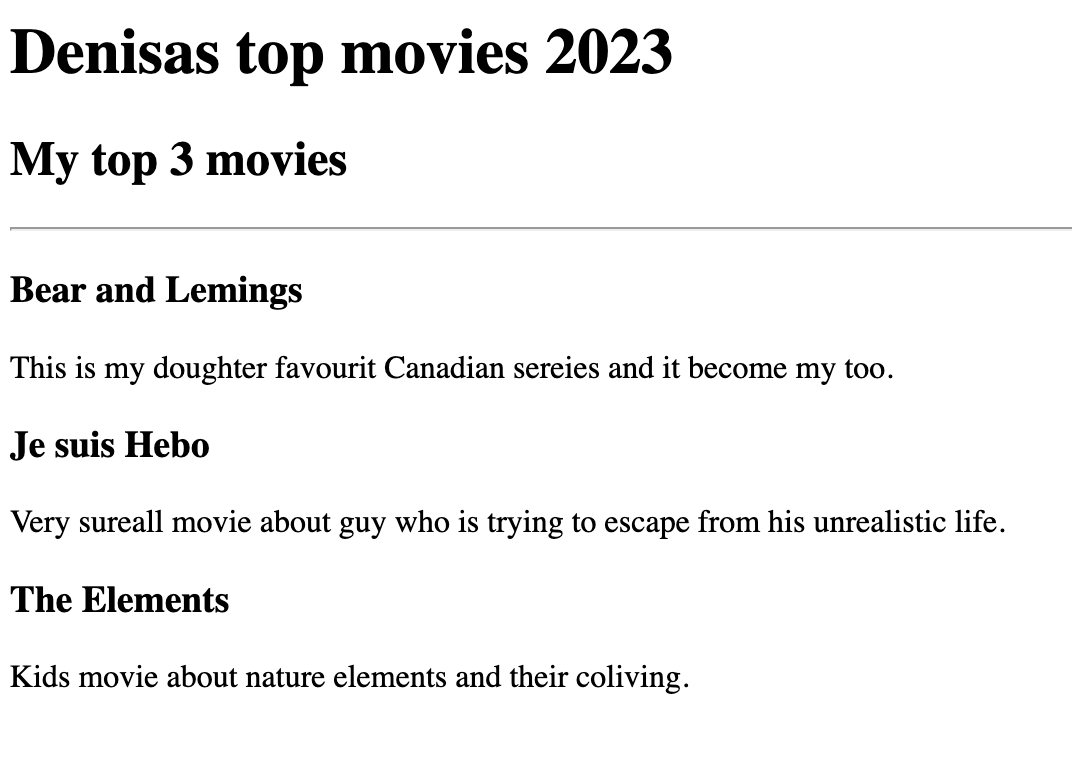 Denisas top movies 2023
My top 3 movies
Bear and Lemings
This is my doughter favourit Canadian sereies and it become my too.
Je suis Hebo
Very sureall movie about guy who is trying to escape from his unrealistic life.
The Elements
Kids movie about nature elements and their coliving.